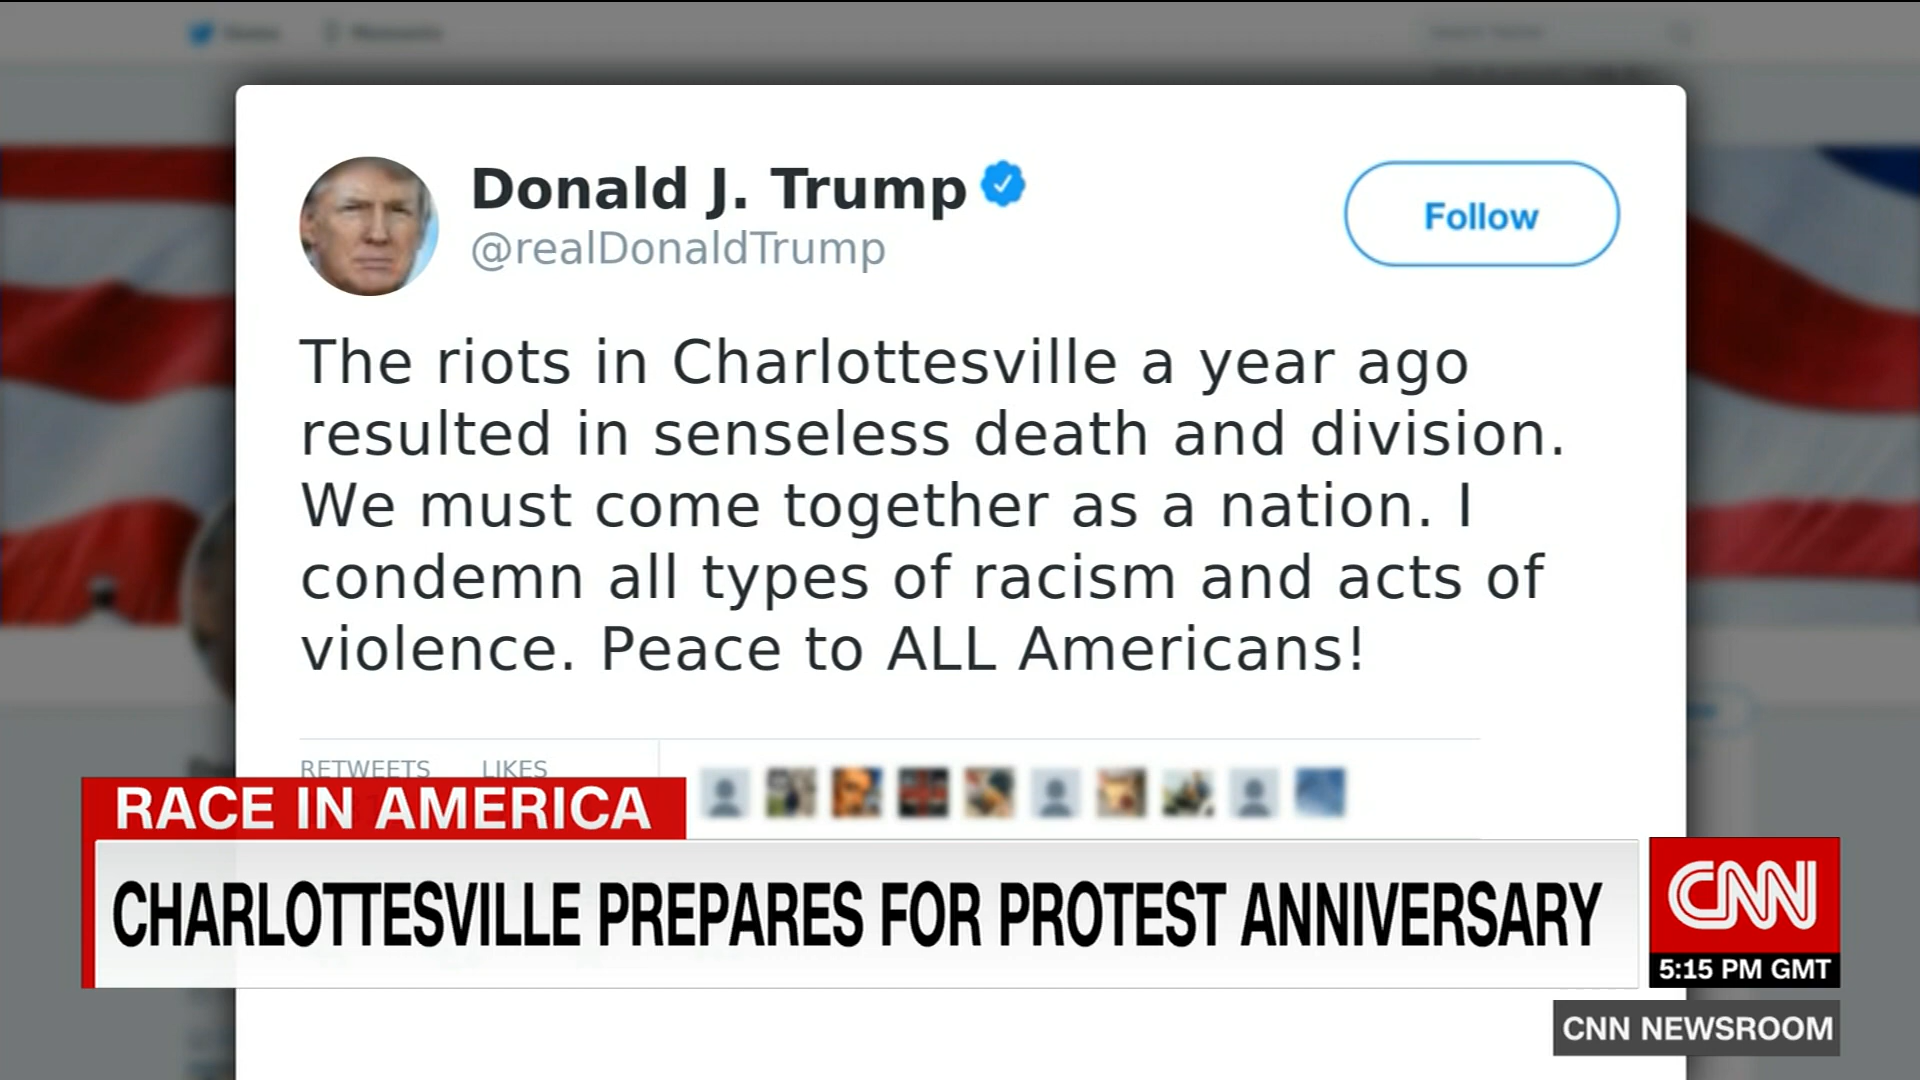 Donald J. Trump
@realDonaldTrump
Follow
The riots in Charlottesville a year ago
resulted in senseless death and division.
We must come together as a nation. I
condemn all types of racism and acts of
violence. Peace to ALL Americans!
RETWEETS LIKES
RACE IN AMERICA
CHARLOTTESVILLE PREPARES FOR PROTEST ANNIVERSARY
CNN
5:15 PM GMT
CNN NEWSROOM